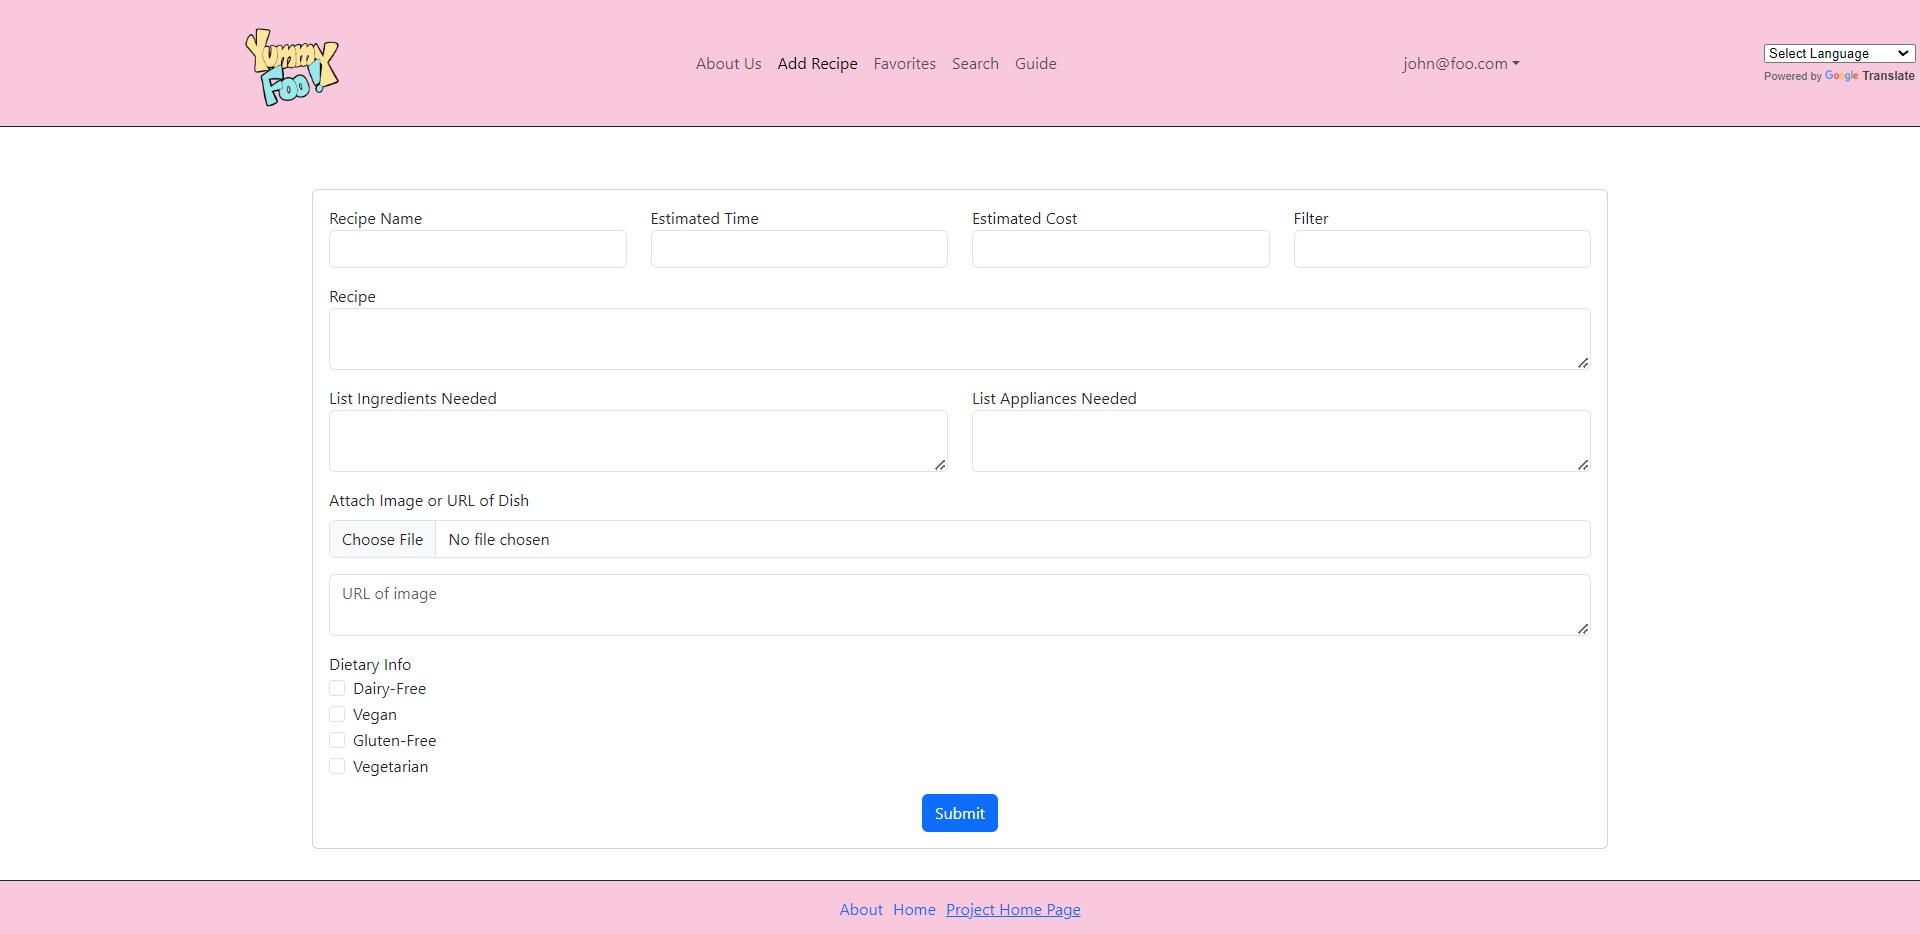 Yummy
Foo!
About Us Add Recipe Favorites Search Guide
john@foo.com
Select Language
Powered by Google Translate
Recipe Name Estimated Time Estimated Cost Filter
Recipe
List Ingredients Needed List Appliances Needed
Attach Image or URL of Dish
Choose File No file chosen
URL of image
Dietary Info
Dairy-Free
Vegan
Gluten-Free
Vegetarian
Submit
About Home Project Home Page